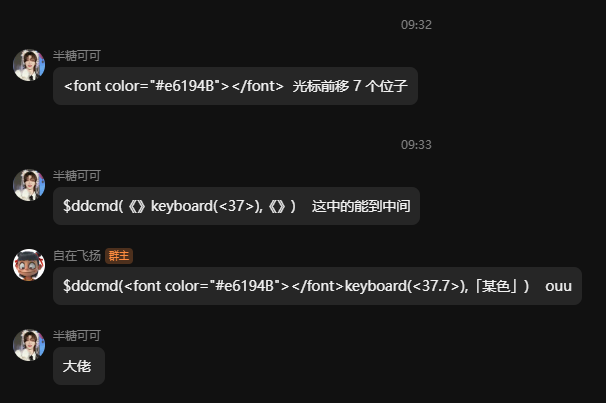 09:32
半糖可可
<font color="#e6194B"></font>  光标前移 7 个位子
09:33
半糖可可
$ddcmd(《》keyboard(<37>),《》)    这中的能到中间
自在飞扬 群主
$ddcmd(<font color="#e6194B"></font>keyboard(<37.7>),「某色」)    ouu
半糖可可
大佬